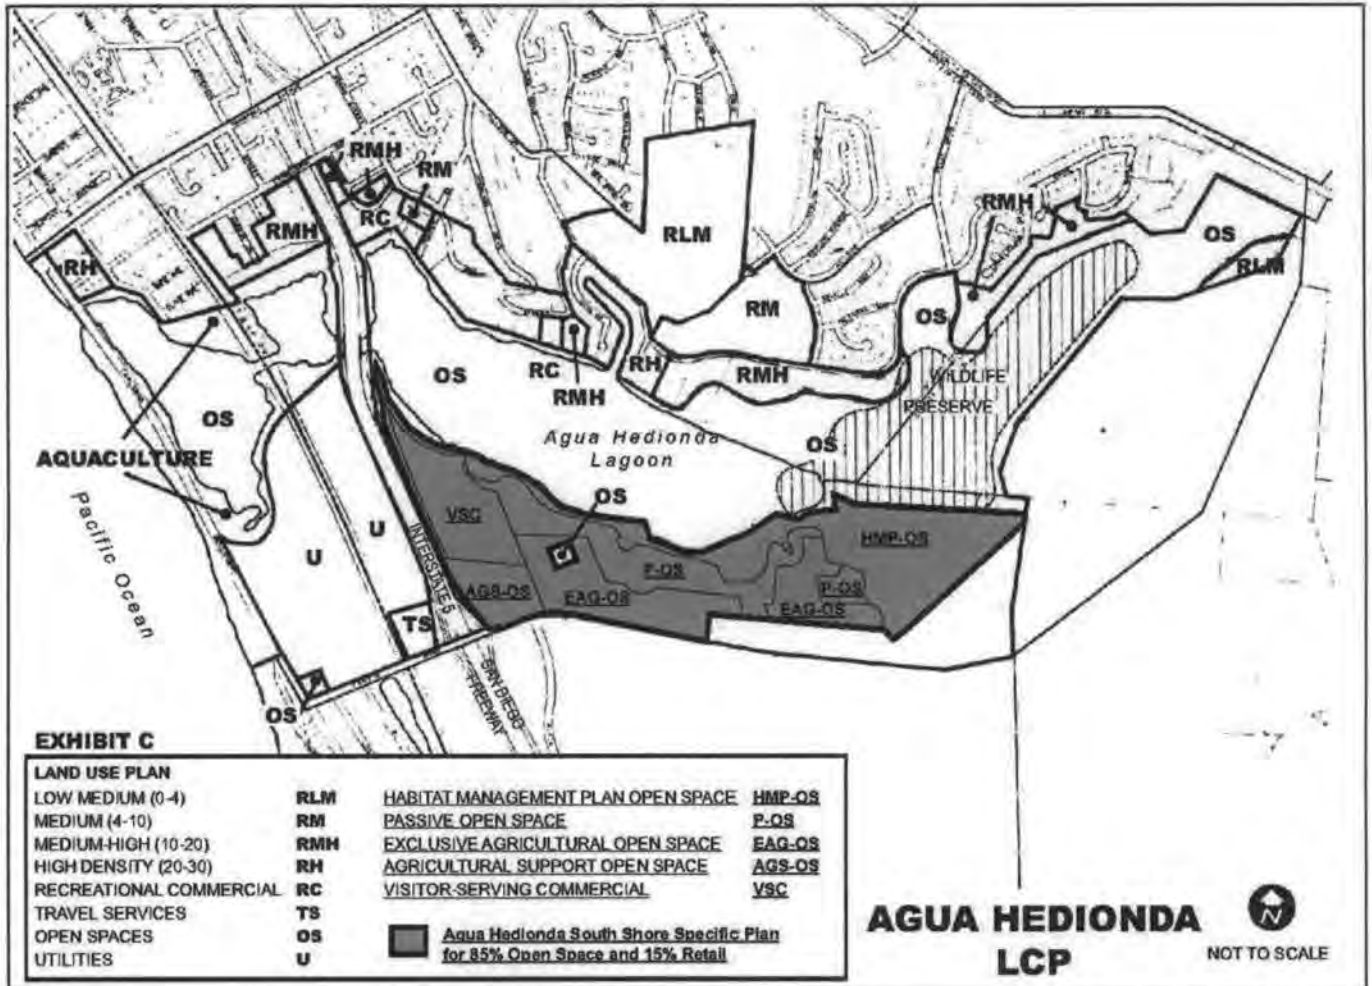 RMH
RM
RMH
RC
RMH
OS
RH
RLM
RLM
RM
OS
OS
RC
RMH
RH
RMH
WILDLIFE
PRESERVE
OS
AQUACULTURE
Agua Hedionda
Lagoon
OS
OS
Pacific Ocean
VSC
HMP-OS
U
U
INTERSTATE 5
P-OS
P-OS
AGS-OS
EAG-OS
EAG-OS
TS
SAN DIEGO
FREEWAY
OS
EXHIBIT C
LAND USE PLAN
LOW MEDIUM (0-4) RLM HABITAT MANAGEMENT PLAN OPEN SPACE HMP-OS
MEDIUM (4-10) RM PASSIVE OPEN SPACE P-OS
MEDIUM-HIGH (10-20) RMH EXCLUSIVE AGRICULTURAL OPEN SPACE EAG-OS
HIGH DENSITY (20-30) RH AGRICULTURAL SUPPORT OPEN SPACE AGS-OS
RECREATIONAL COMMERCIAL RC VISITOR-SERVING COMMERCIAL VSC
TRAVEL SERVICES TS
OPEN SPACES OS
UTILITIES U
Agua Hedionda South Shore Specific Plan
for 85% Open Space and 15% Retail
AGUA HEDIONDA
LCP
N
NOT TO SCALE